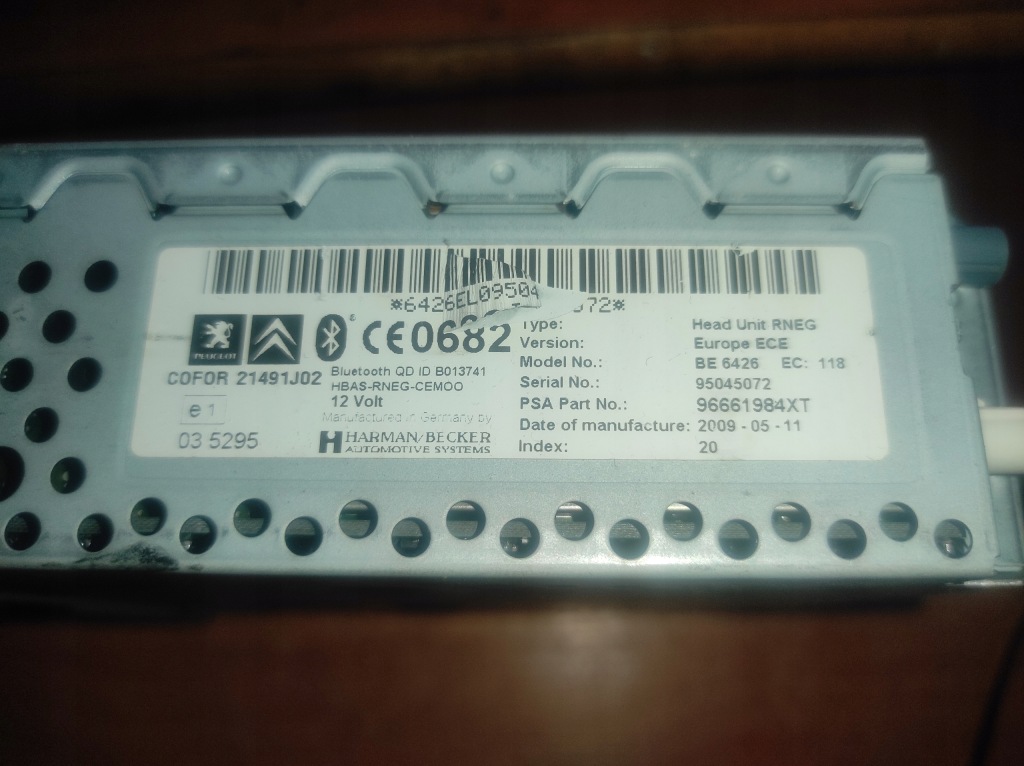 *6426EL09504 072*
PEUGEOT
CE0682
COFOR 21491J02
e1
03 5295
Bluetooth QD ID B013741
HBAS-RNEG-CEMOO
12 Volt
Manufactured in Germany by
HARMAN/BECKER
AUTOMOTIVE SYSTEMS
Type: Head Unit RNEG
Version: Europe ECE
Model No.: BE 6426 EC: 118
Serial No.: 95045072
PSA Part No.: 96661984XT
Date of manufacture: 2009 - 05 - 11
Index: 20